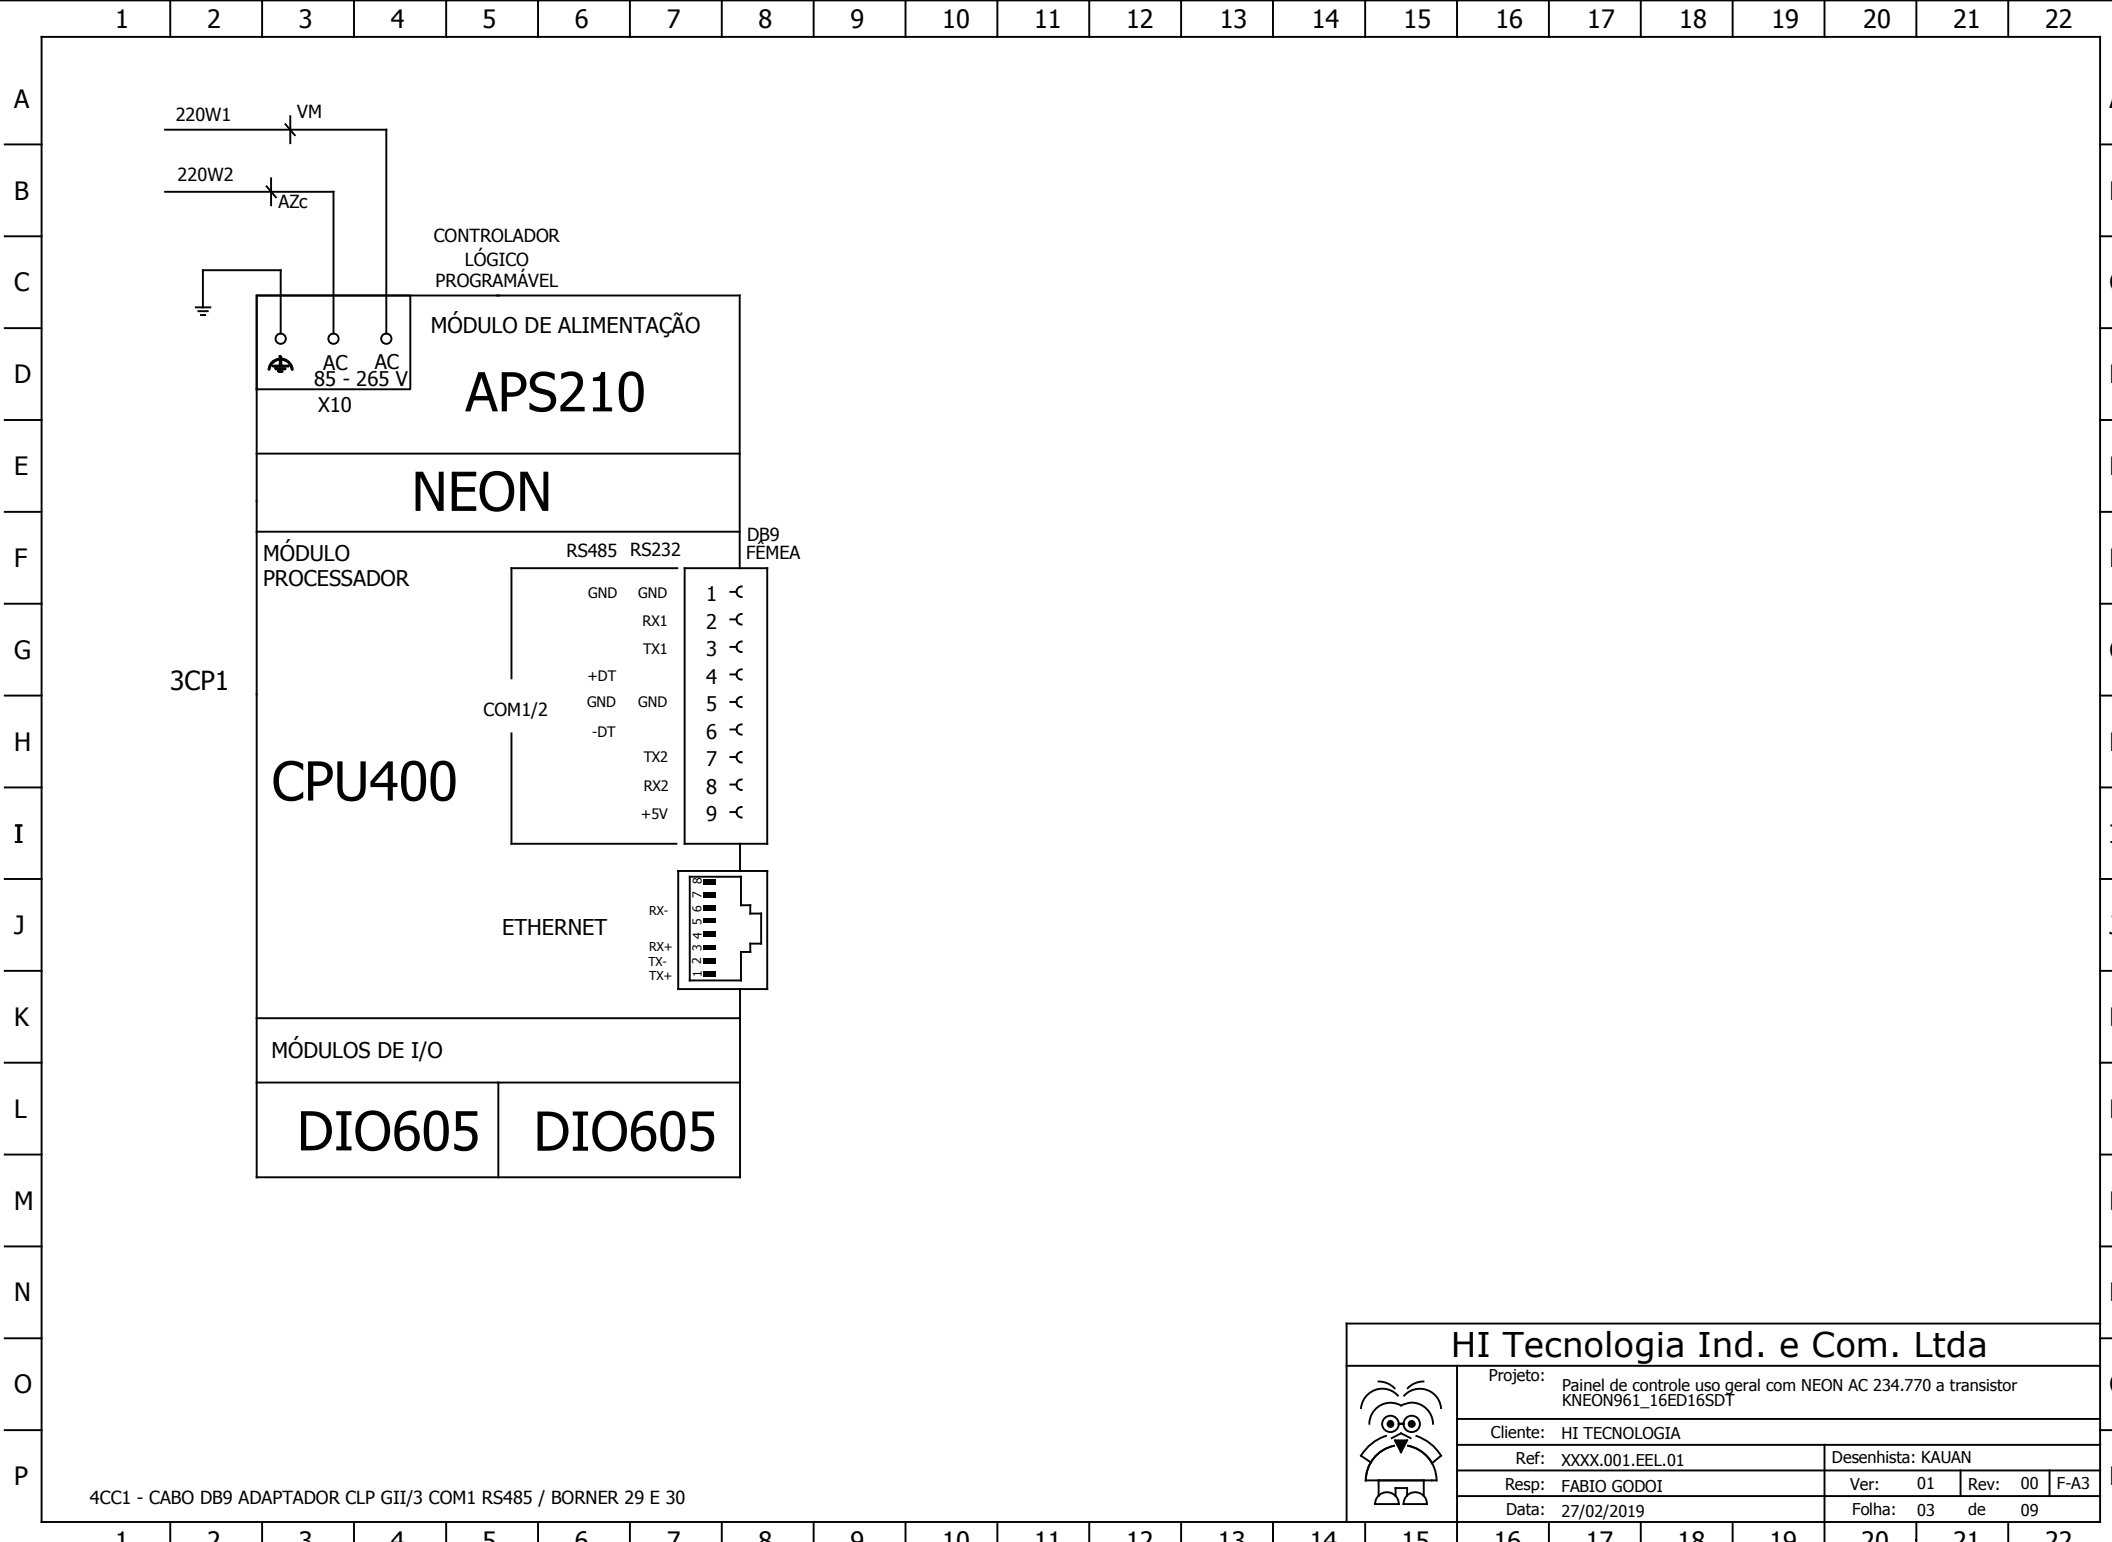 1 2 3 4 5 6 7 8 9 10 11 12 13 14 15 16 17 18 19 20 21 22
A
B
C
D
E
F
G
H
I
J
K
L
M
N
O
P
220W1
VM
220W2
AZc
CONTROLADOR
LÓGICO
PROGRAMÁVEL
MÓDULO DE ALIMENTAÇÃO
AC AC
85 - 265 V
X10
APS210
NEON
MÓDULO
PROCESSADOR
RS485 RS232
DB9
FÊMEA
GND GND 1
RX1 2
TX1 3
+DT 4
GND GND 5
-DT 6
TX2 7
RX2 8
+5V 9
COM1/2
3CP1
CPU400
ETHERNET
RX-
RX+
TX-
TX+
1 2 3 4 5 6 7 8
MÓDULOS DE I/O
DIO605 DIO605
4CC1 - CABO DB9 ADAPTADOR CLP GII/3 COM1 RS485 / BORNER 29 E 30
HI Tecnologia Ind. e Com. Ltda
Projeto: Painel de controle uso geral com NEON AC 234.770 a transistor
KNEON961_16ED16SDT
Cliente: HI TECNOLOGIA
Ref: XXXX.001.EEL.01 Desenhista: KAUAN
Resp: FABIO GODOI Ver: 01 Rev: 00 F-A3
Data: 27/02/2019 Folha: 03 de 09
1 2 3 4 5 6 7 8 9 10 11 12 13 14 15 16 17 18 19 20 21 22